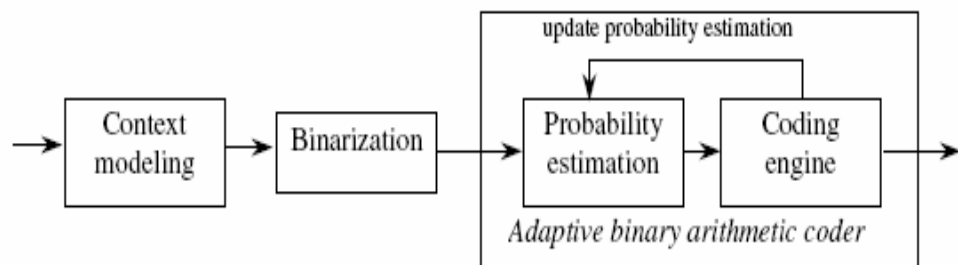 update probability estimation
Context
modeling
Binarization
Probability
estimation
Coding
engine
Adaptive binary arithmetic coder